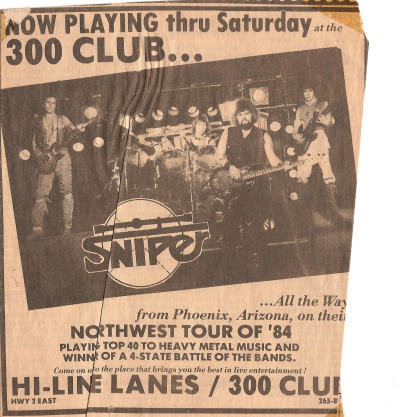 NOW PLAYING thru Saturday at the
300 CLUB...
SNIPER
...All the Way
from Phoenix, Arizona, on their
NORTHWEST TOUR OF '84
PLAYIN TOP 40 TO HEAVY METAL MUSIC AND
WINN OF A 4-STATE BATTLE OF THE BANDS.
Come on to the place that brings you the best in live entertainment!
HI-LINE LANES / 300 CLUB
HWY 2 EAST 265-8